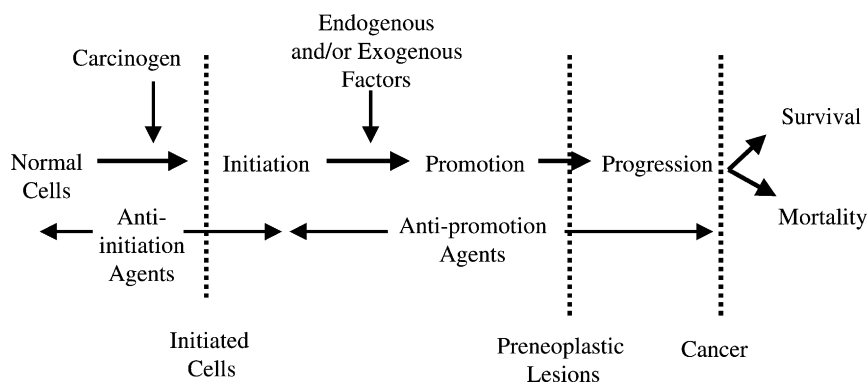 Endogenous
and/or Exogenous
Factors
Carcinogen
Survival
Normal
Cells
Initiation
Promotion
Progression
Mortality
Anti-
initiation
Agents
Anti-promotion
Agents
Initiated
Cells
Preneoplastic
Lesions
Cancer